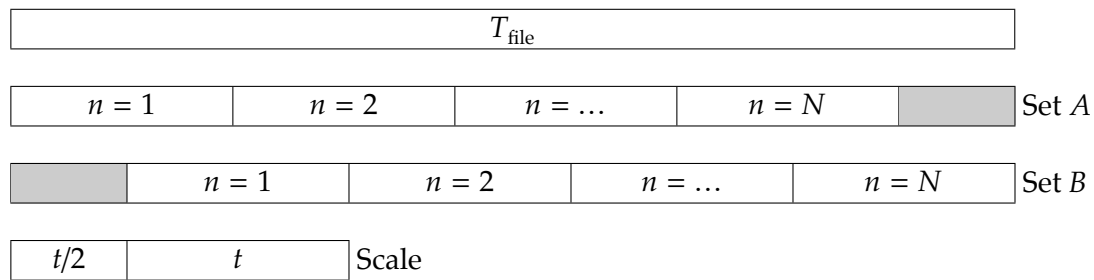 T_file
n = 1 n = 2 n = ... n = N Set A
n = 1 n = 2 n = ... n = N Set B
t/2 t Scale